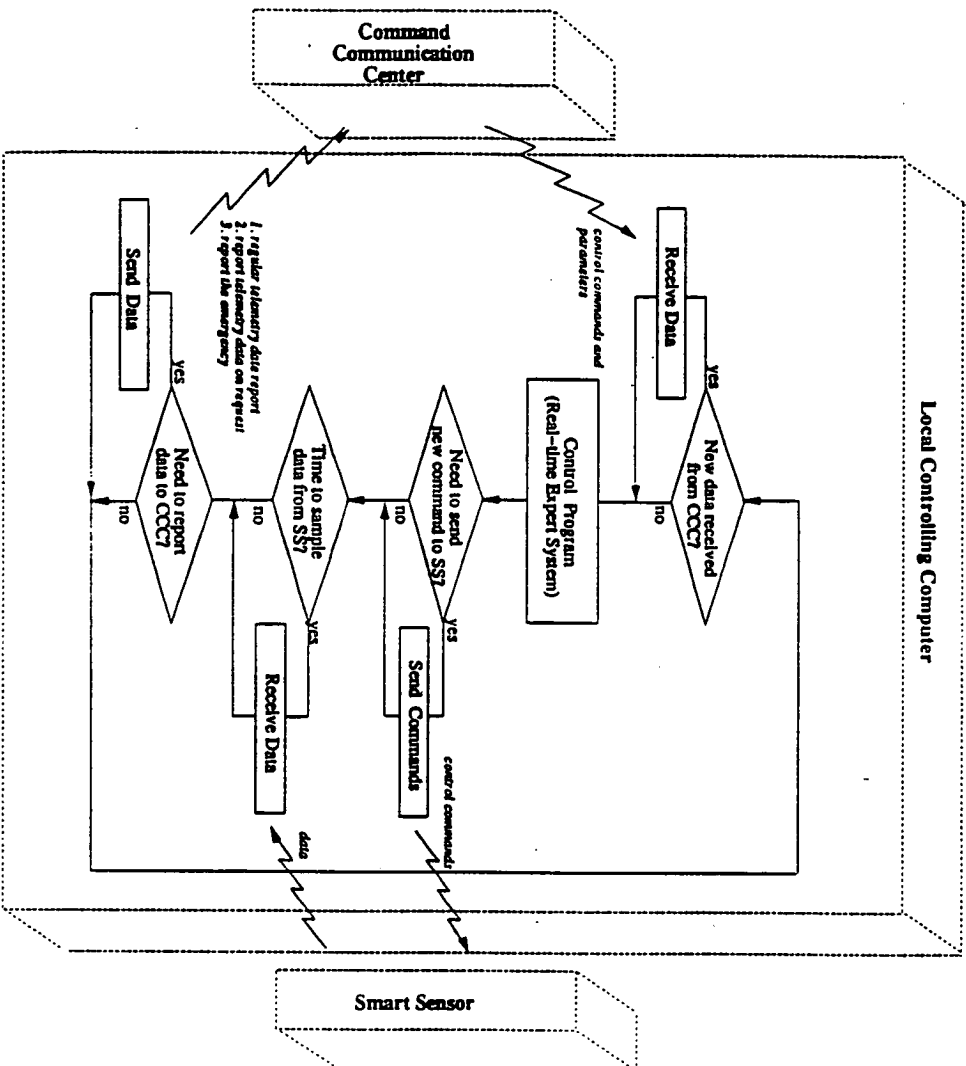 Command
Communication
Center
Local Controlling Computer
New data received
from CCC?
yes
no
Receive Data
control commands and
parameters
Control Program
(Real-time Expert System)
Need to send
new command to SS?
yes
no
Send Commands
control commands
Time to sample
data from SS?
yes
no
Receive Data
data
Need to report
data to CCC?
yes
no
Send Data
1. regular telemetry date report
2. report telemetry data on request
3. report the emergency
Smart Sensor